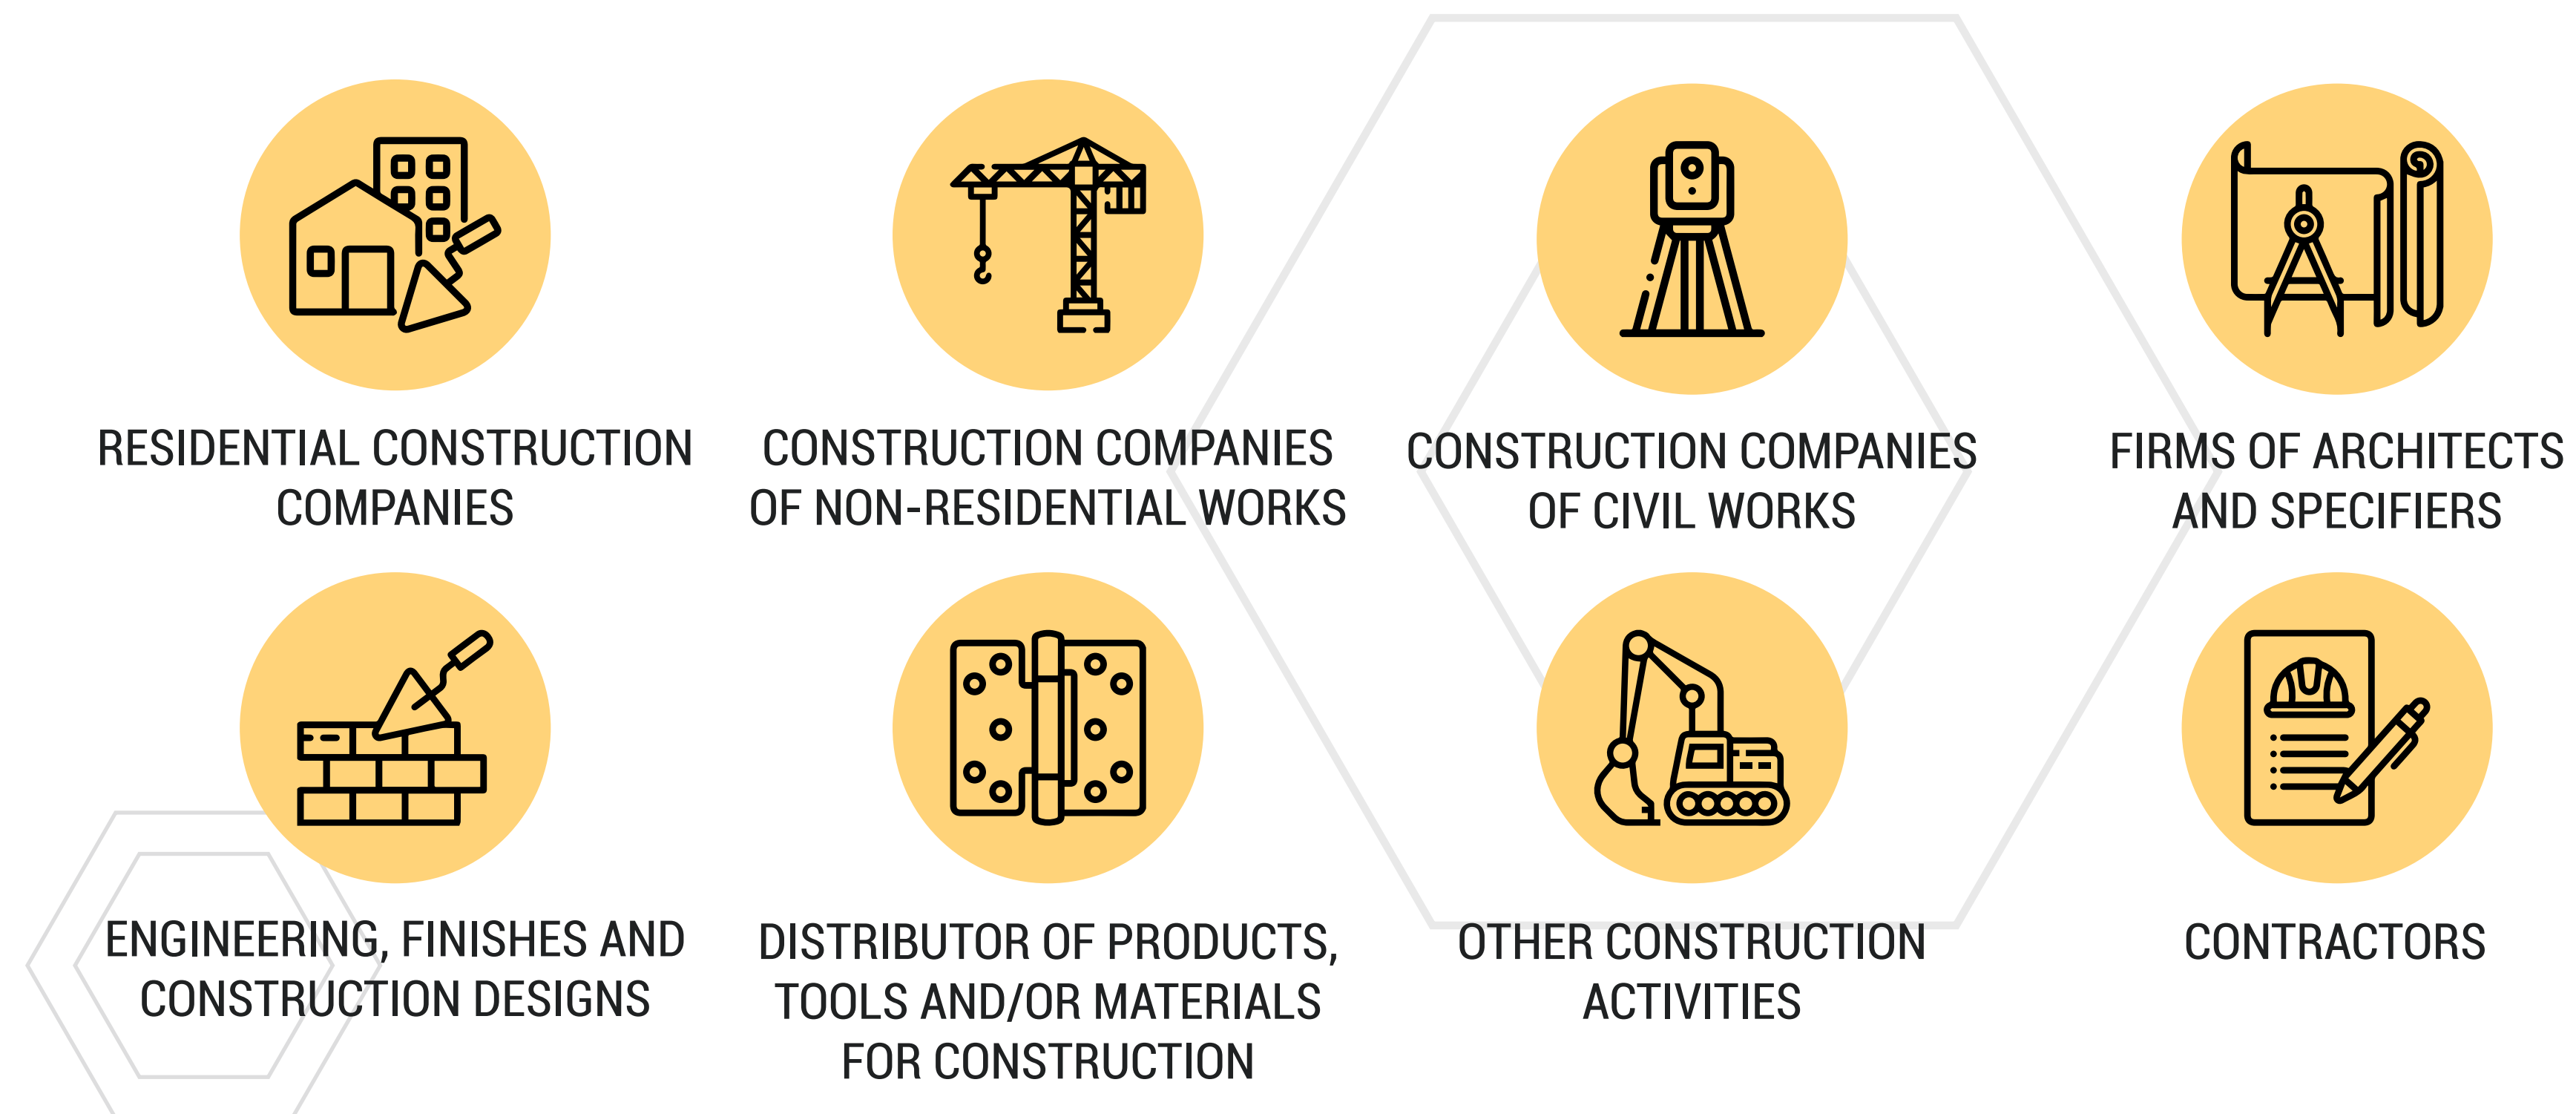 RESIDENTIAL CONSTRUCTION
COMPANIES
CONSTRUCTION COMPANIES
OF NON-RESIDENTIAL WORKS
CONSTRUCTION COMPANIES
OF CIVIL WORKS
FIRMS OF ARCHITECTS
AND SPECIFIERS
ENGINEERING, FINISHES AND
CONSTRUCTION DESIGNS
DISTRIBUTOR OF PRODUCTS,
TOOLS AND/OR MATERIALS
FOR CONSTRUCTION
OTHER CONSTRUCTION
ACTIVITIES
CONTRACTORS